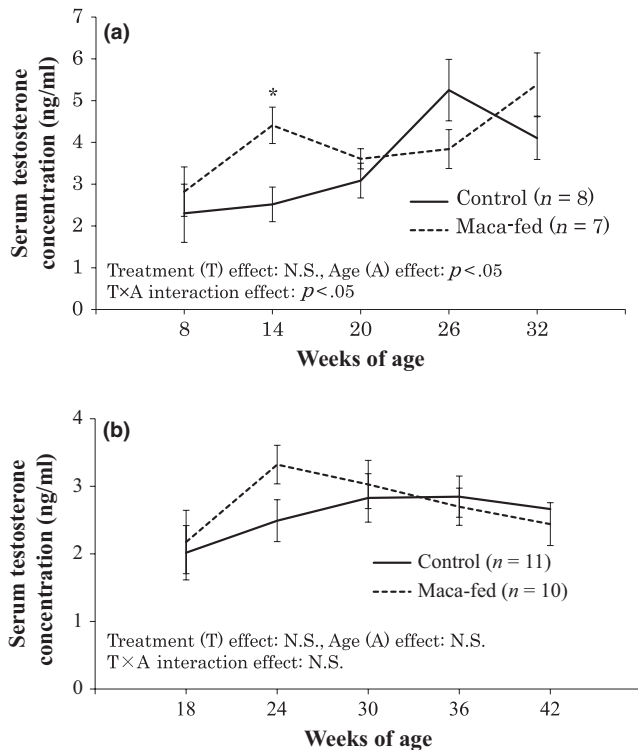 (a)
Serum testosterone
concentration (ng/ml)
7
6
5
4
3
2
1
0
*
Control (n = 8)
Maca-fed (n = 7)
Treatment (T) effect: N.S., Age (A) effect: p<.05
T×A interaction effect: p<.05
8 14 20 26 32
Weeks of age
(b)
Serum testosterone
concentration (ng/ml)
4
3
2
1
0
Control (n = 11)
Maca-fed (n = 10)
Treatment (T) effect: N.S., Age (A) effect: N.S.
T×A interaction effect: N.S.
18 24 30 36 42
Weeks of age